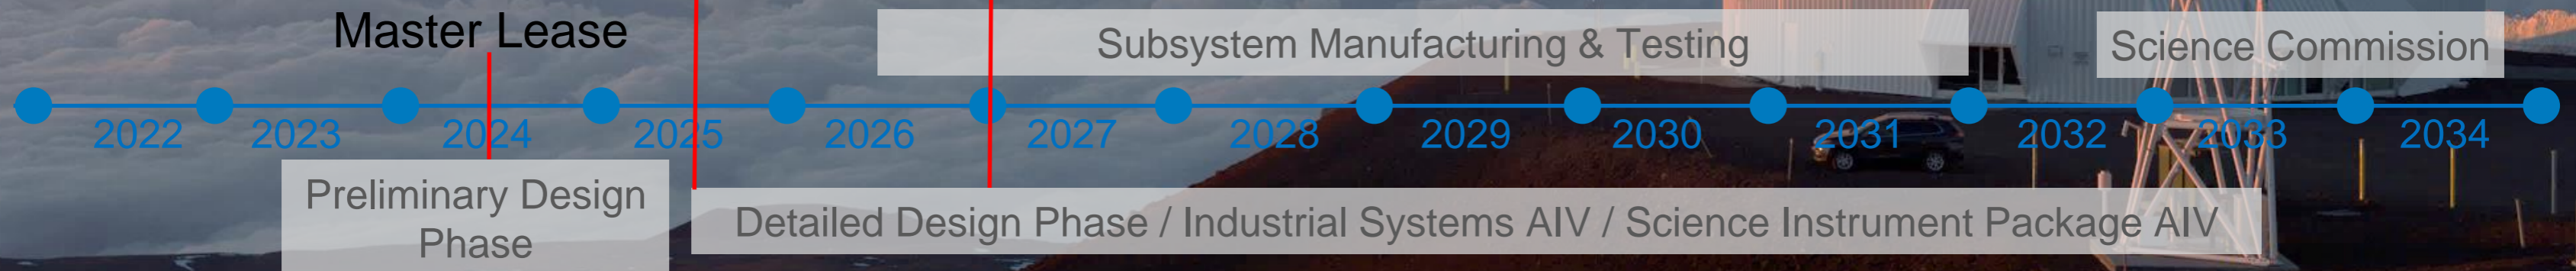 Master Lease
Subsystem Manufacturing & Testing
Science Commission
2022 2023 2024 2025 2026 2027 2028 2029 2030 2031 2032 2033 2034
Preliminary Design
Phase
Detailed Design Phase / Industrial Systems AIV / Science Instrument Package AIV